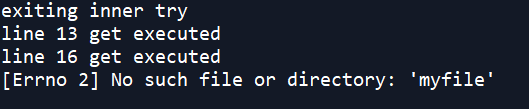 exiting inner try
line 13 get executed
line 16 get executed
[Errno 2] No such file or directory: 'myfile'